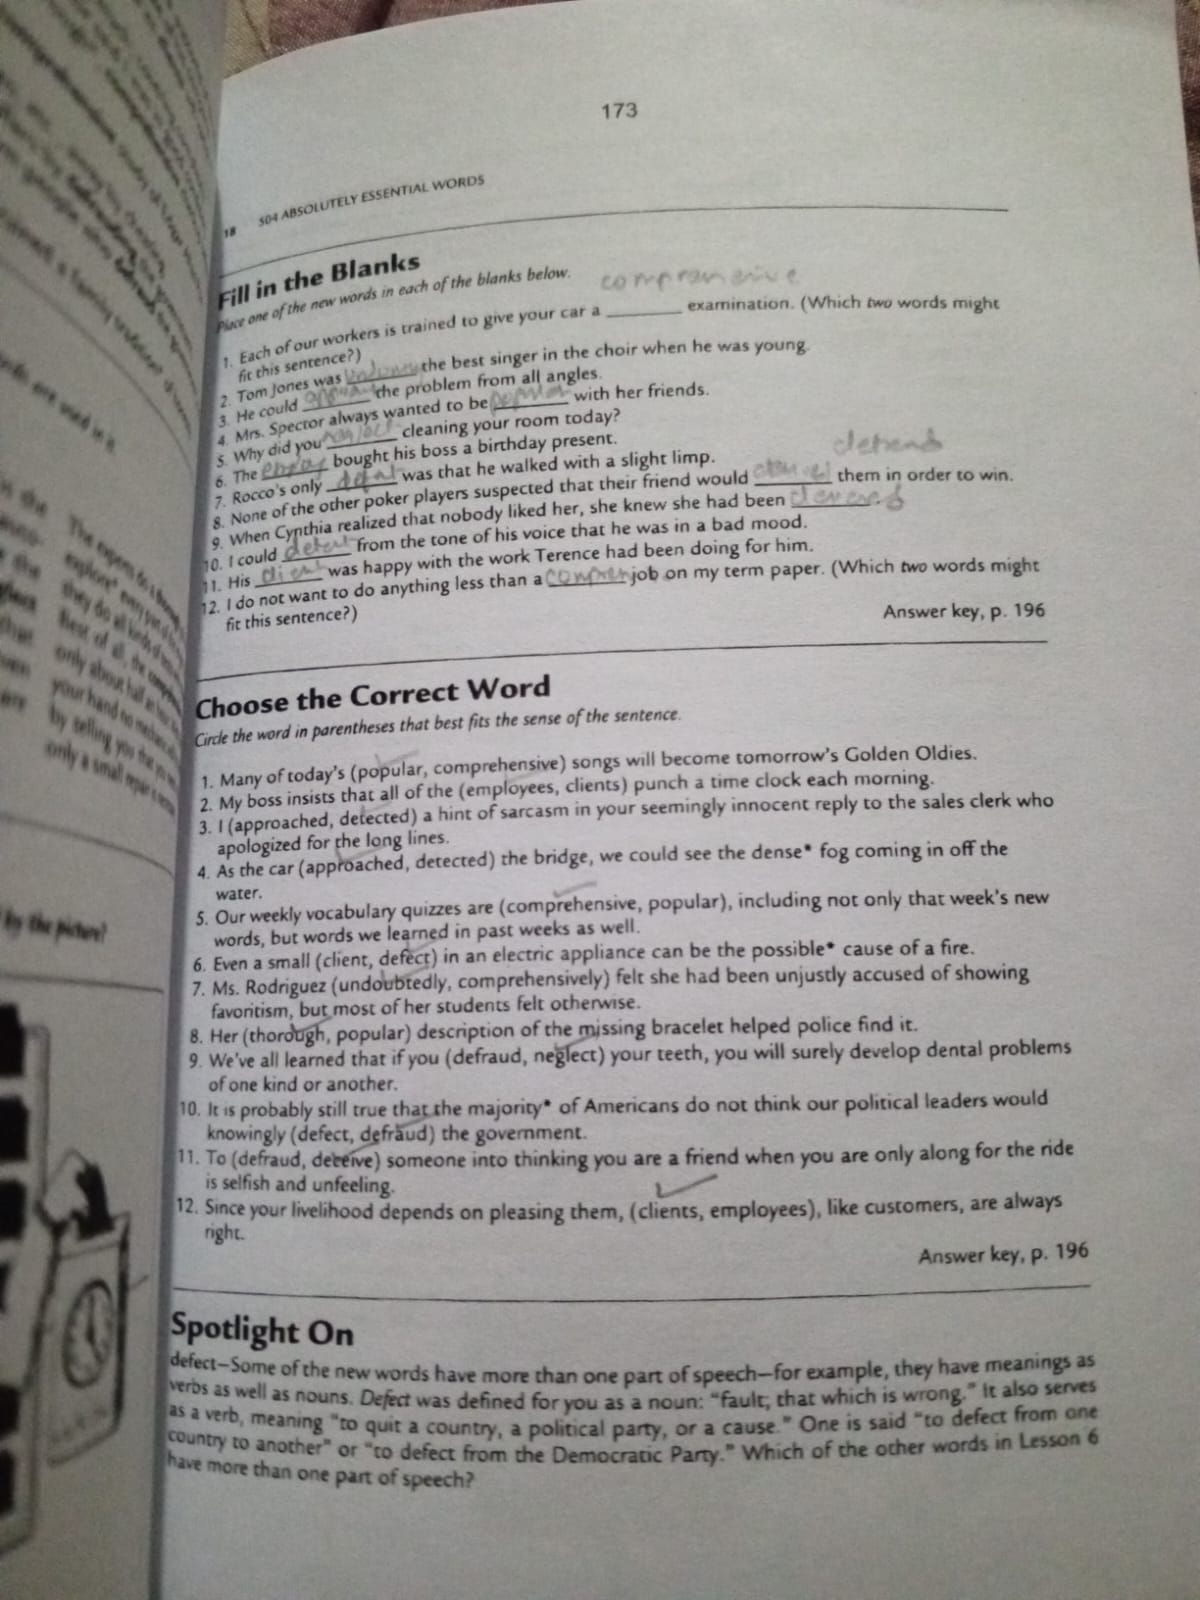 173
18 504 ABSOLUTELY ESSENTIAL WORDS
Fill in the Blanks
Place one of the new words in each of the blanks below.
1. Each of our workers is trained to give your car a ________ examination. (Which two words might
fit this sentence?)
2. Tom Jones was the best singer in the choir when he was young.
3. He could the problem from all angles.
4. Mrs. Spector always wanted to be popular with her friends.
5. Why did you neglect cleaning your room today?
6. The bought his boss a birthday present.
7. Rocco's only was that he walked with a slight limp.
8. None of the other poker players suspected that their friend would them in order to win.
9. When Cynthia realized that nobody liked her, she knew she had been .
10. I could from the tone of his voice that he was in a bad mood.
11. His client was happy with the work Terence had been doing for him.
12. I do not want to do anything less than a job on my term paper. (Which two words might
fit this sentence?)
Answer key, p. 196
Choose the Correct Word
Circle the word in parentheses that best fits the sense of the sentence.
1. Many of today's (popular, comprehensive) songs will become tomorrow's Golden Oldies.
2. My boss insists that all of the (employees, clients) punch a time clock each morning.
3. I (approached, detected) a hint of sarcasm in your seemingly innocent reply to the sales clerk who
apologized for the long lines.
4. As the car (approached, detected) the bridge, we could see the dense* fog coming in off the
water.
5. Our weekly vocabulary quizzes are (comprehensive, popular), including not only that week's new
words, but words we learned in past weeks as well.
6. Even a small (client, defect) in an electric appliance can be the possible* cause of a fire.
7. Ms. Rodriguez (undoubtedly, comprehensively) felt she had been unjustly accused of showing
favoritism, but most of her students felt otherwise.
8. Her (thorough, popular) description of the missing bracelet helped police find it.
9. We've all learned that if you (defraud, neglect) your teeth, you will surely develop dental problems
of one kind or another.
10. It is probably still true that the majority* of Americans do not think our political leaders would
knowingly (defect, defraud) the government.
11. To (defraud, deceive) someone into thinking you are a friend when you are only along for the ride
is selfish and unfeeling.
12. Since your livelihood depends on pleasing them, (clients, employees), like customers, are always
right.
Answer key, p. 196
Spotlight On
defect—Some of the new words have more than one part of speech—for example, they have meanings as
verbs as well as nouns. Defect was defined for you as a noun: "fault; that which is wrong." It also serves
as a verb, meaning "to quit a country, a political party, or a cause." One is said "to defect from one
country to another" or "to defect from the Democratic Party." Which of the other words in Lesson 6
have more than one part of speech?